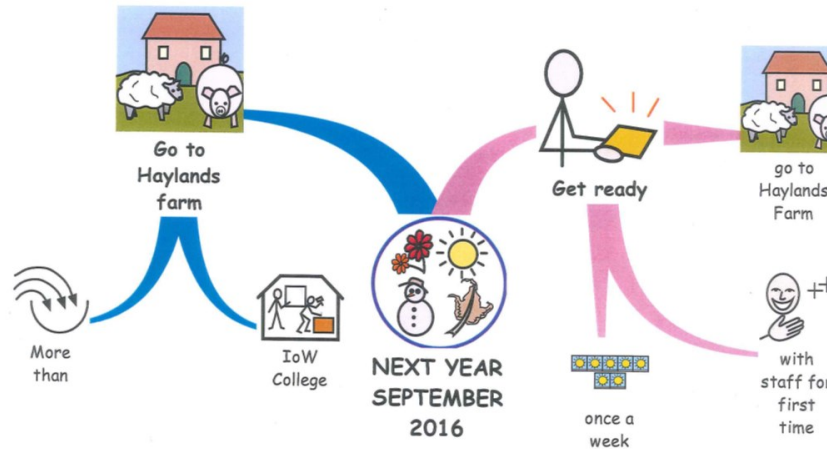 Go to
Haylands
farm
More
than
IoW
College
NEXT YEAR
SEPTEMBER
2016
Get ready
go to
Haylands
Farm
once a
week
with
staff for
first
time